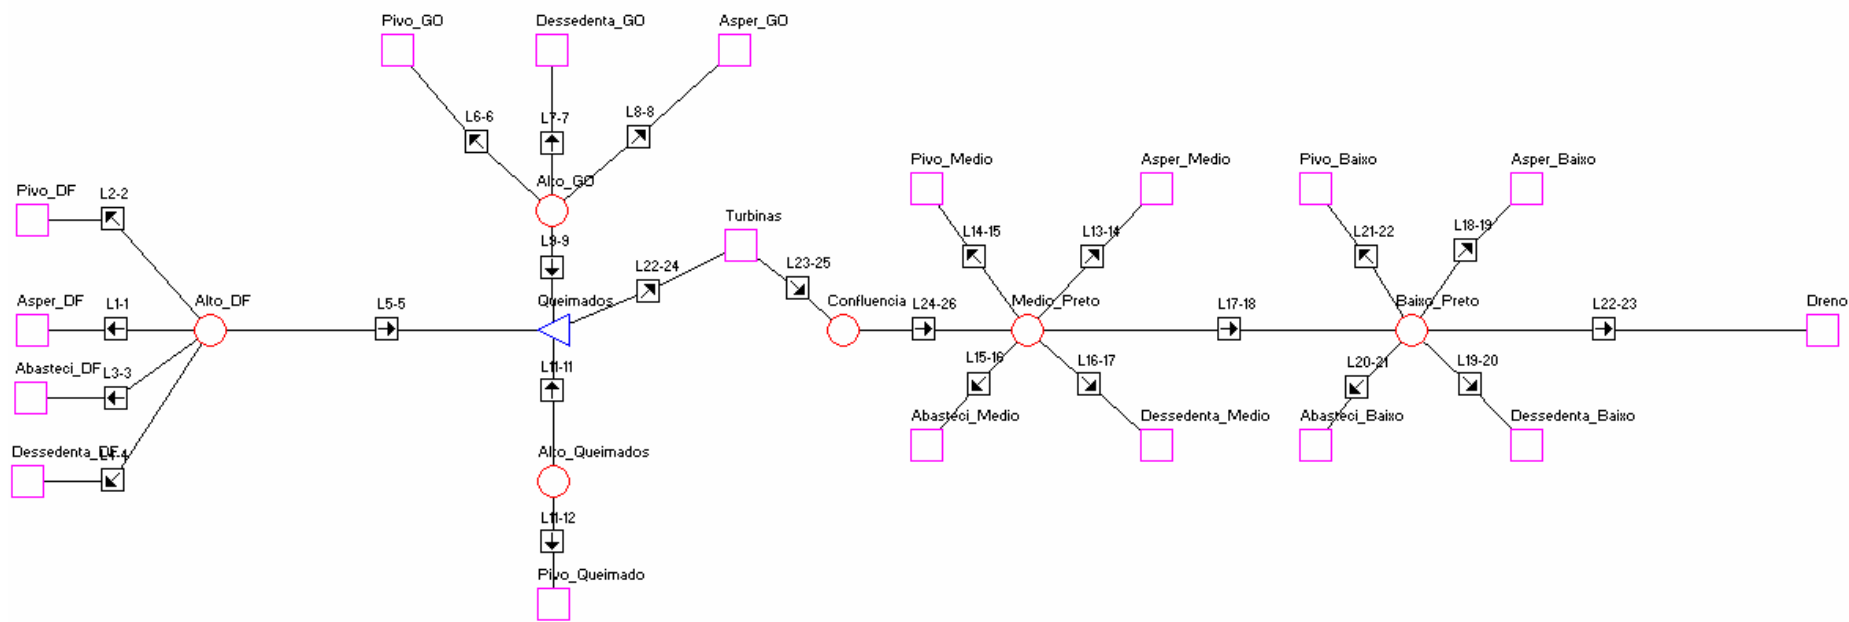 Pivo_GO
Dessedenta_GO
Asper_GO
L6-6
L7-7
L8-8
Alto_GO
Pivo_DF
L2-2
Pivo_Medio
Asper_Medio
Pivo_Baixo
Asper_Baixo
Turbinas
L9-9
L22-24
L23-25
L14-15
L13-14
L21-22
L18-19
Asper_DF
L1-1
Alto_DF
L5-5
Queimados
Confluencia
L24-26
Medio_Preto
L17-18
Baixo_Preto
L22-23
Dreno
Abasteci_DF
L3-3
L11-11
L15-16
L16-17
L20-21
L19-20
Abasteci_Medio
Dessedenta_Medio
Abasteci_Baixo
Dessedenta_Baixo
Dessedenta_DF
L4-4
Alto_Queimados
L11-12
Pivo_Queimado